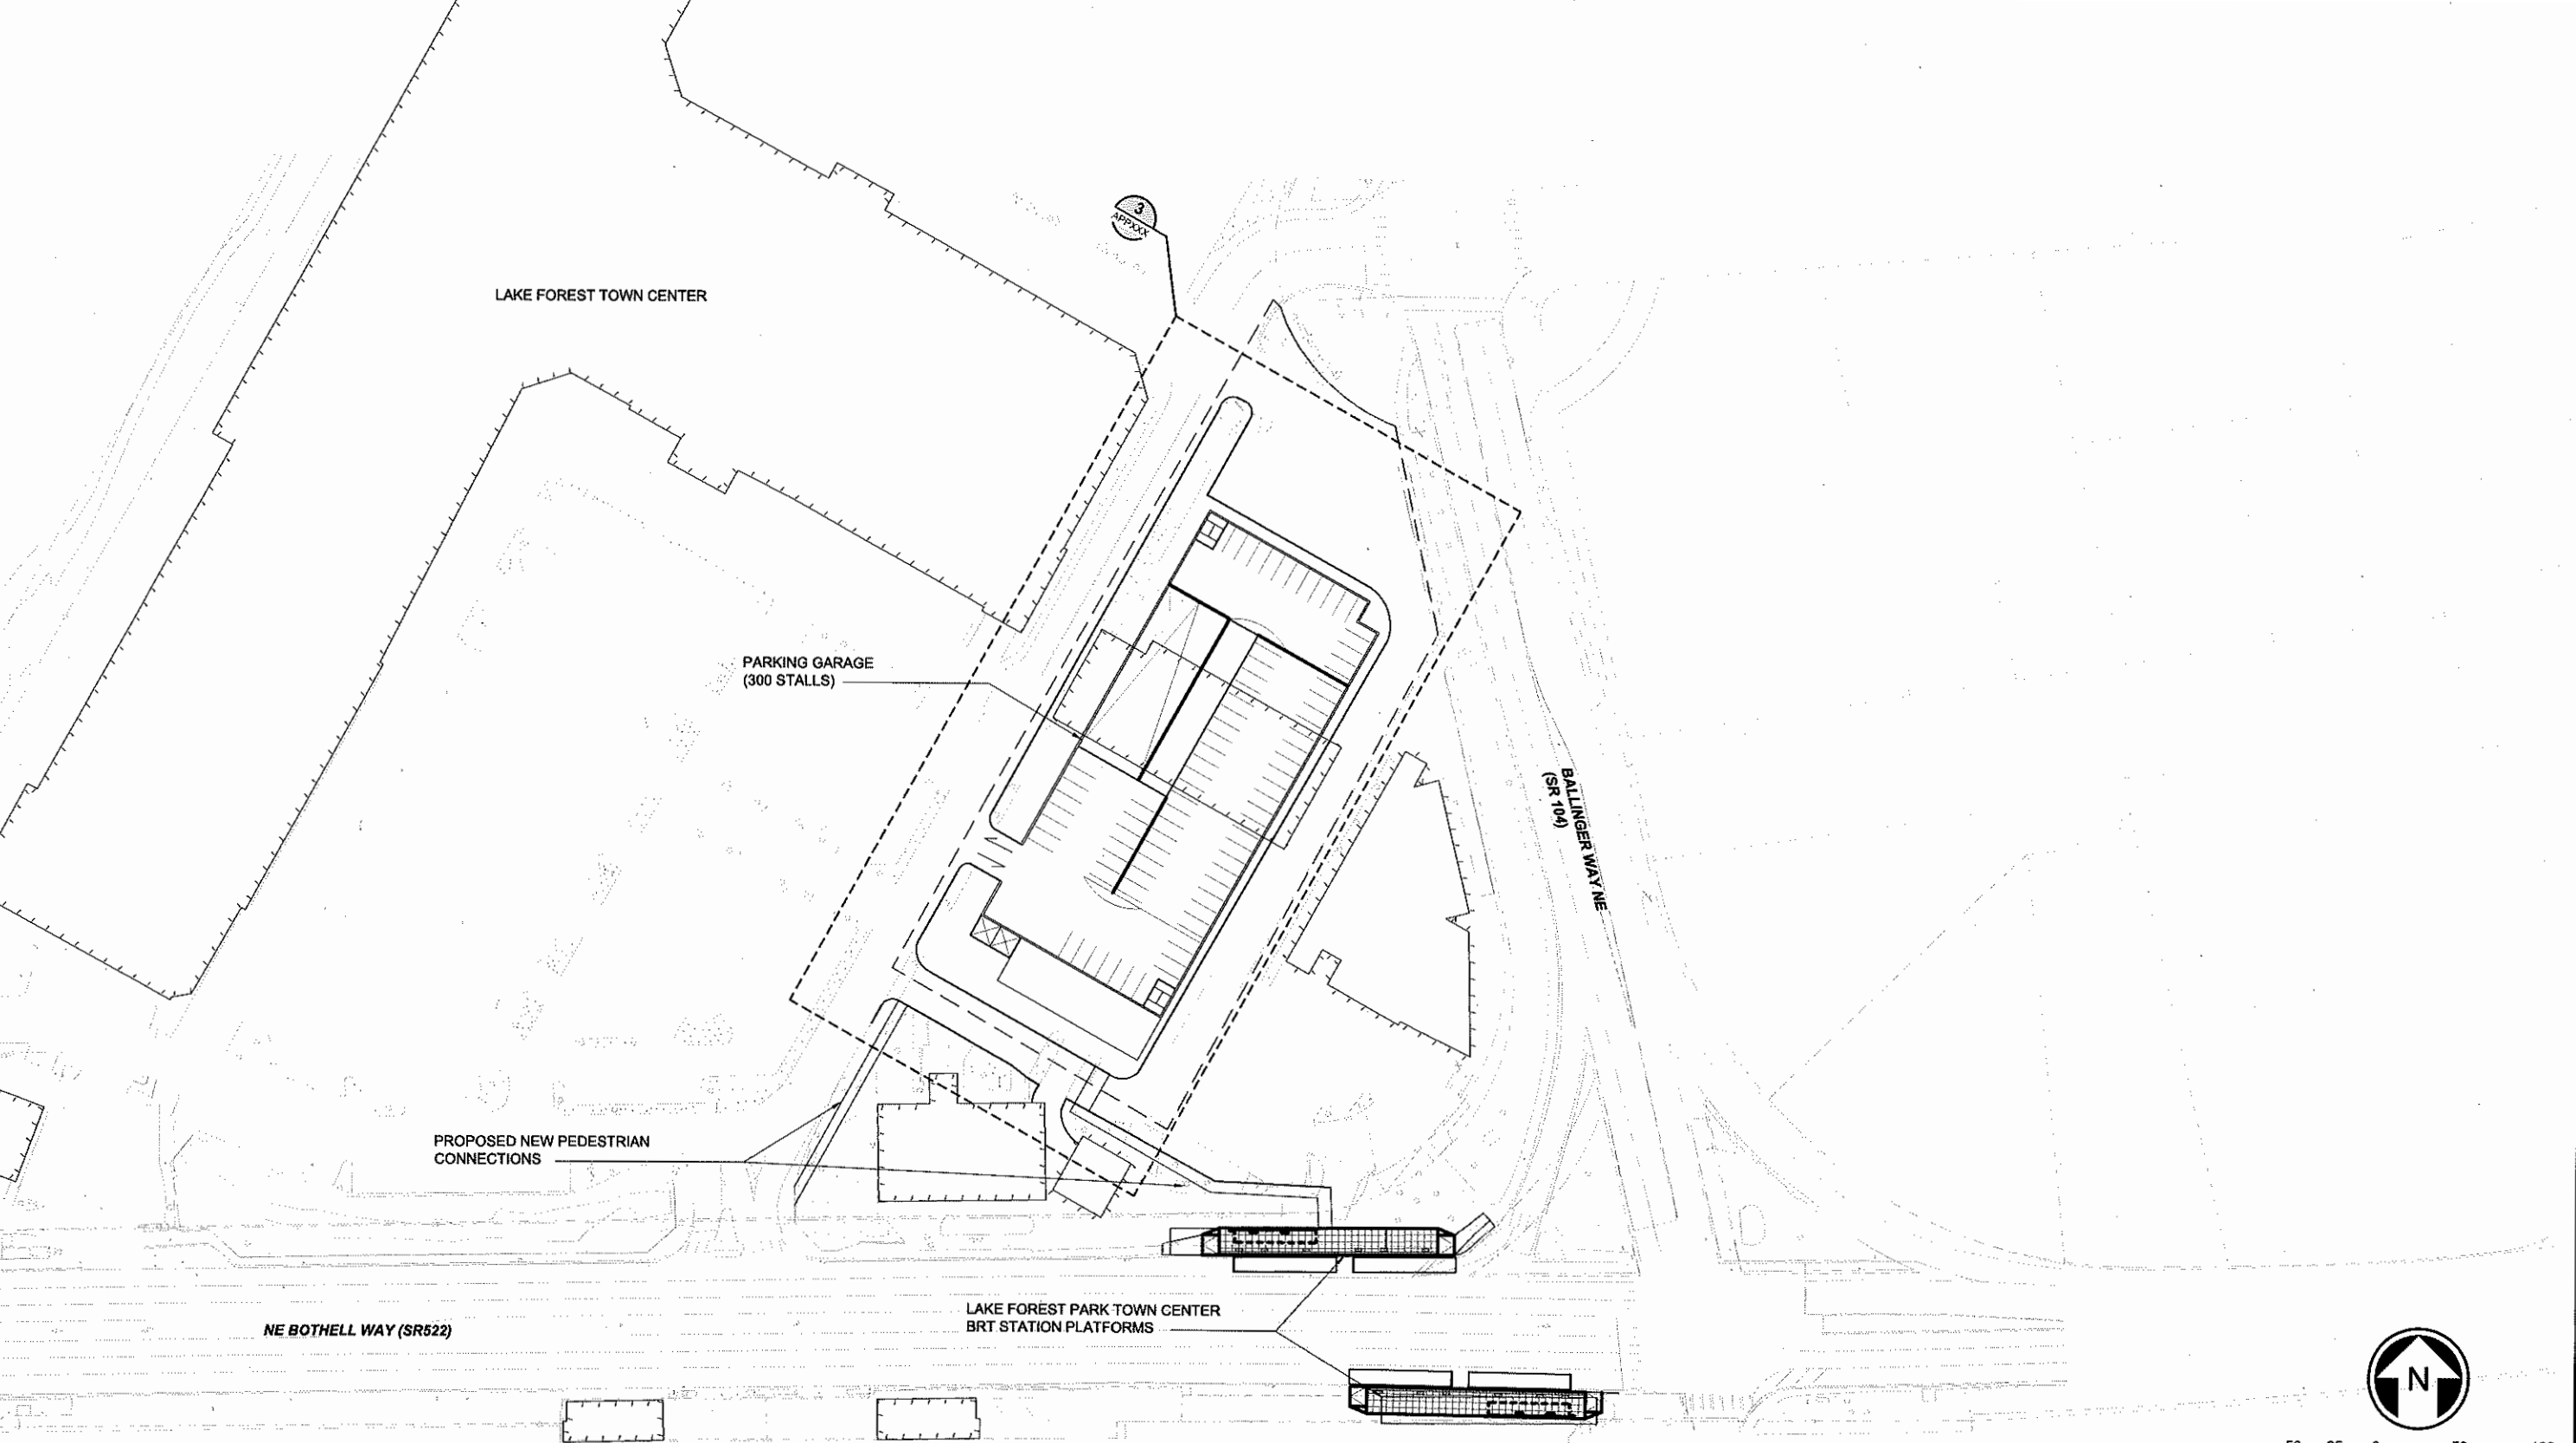 3
APPXXX
LAKE FOREST TOWN CENTER
PARKING GARAGE
(300 STALLS)
BALLINGER WAY NE
(SR 104)
PROPOSED NEW PEDESTRIAN
CONNECTIONS
LAKE FOREST PARK TOWN CENTER
BRT STATION PLATFORMS
NE BOTHELL WAY (SR522)
N